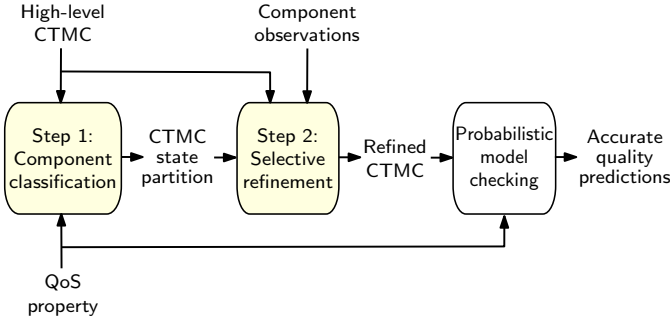 High-level
CTMC
Component
observations
Step 1:
Component
classification
CTMC
state
partition
Step 2:
Selective
refinement
Refined
CTMC
Probabilistic
model
checking
Accurate
quality
predictions
QoS
property